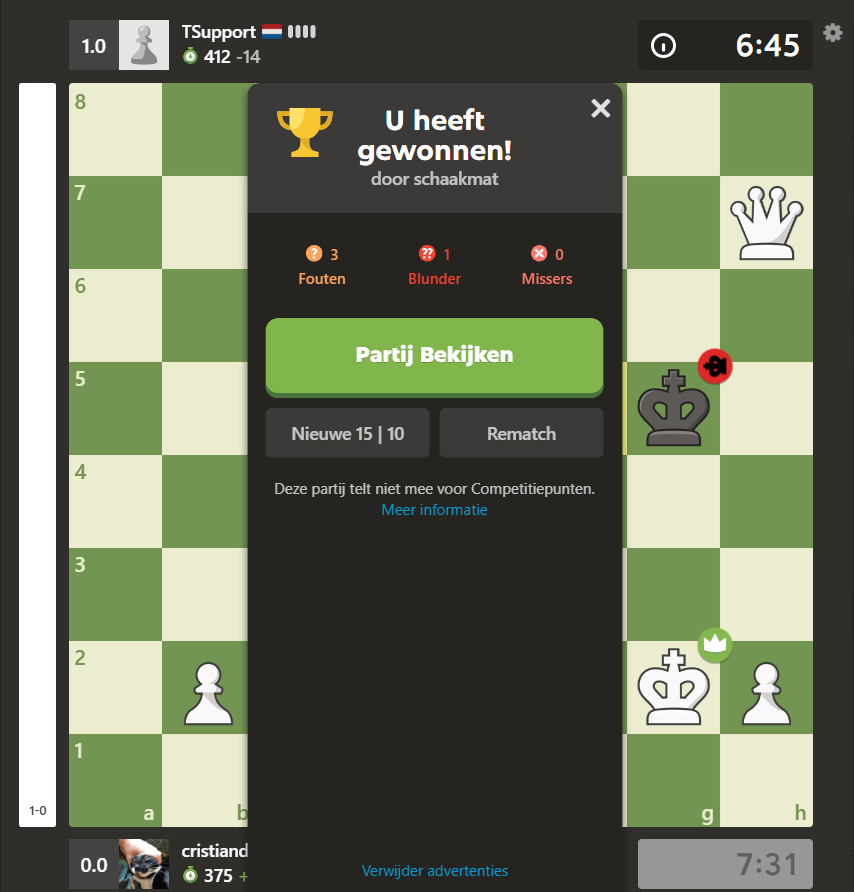 1.0
TSupport
412 -14
6:45
U heeft
gewonnen!
door schaakmat
? 3
Fouten
?? 1
Blunder
0
Missers
Partij Bekijken
Nieuwe 15 | 10
Rematch
Deze partij telt niet mee voor Competitiepunten.
Meer informatie
8
7
6
5
4
3
2
1
a
b
g
h
1-0
0.0
cristiand
375 +
7:31
Verwijder advertenties